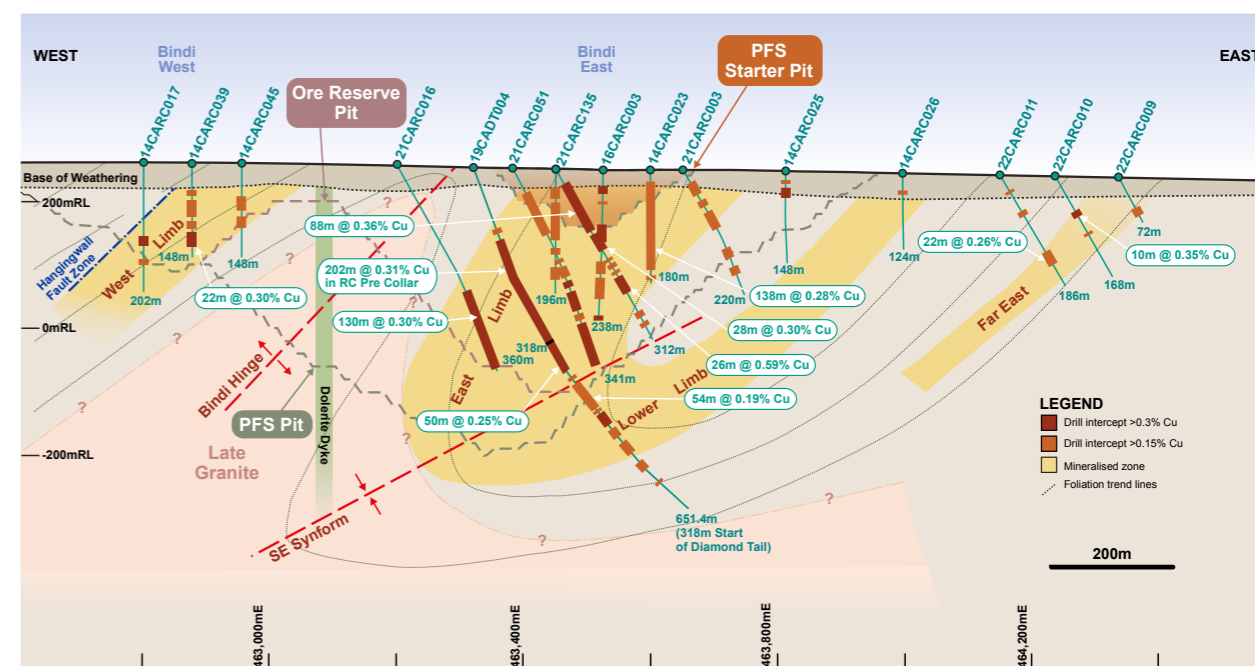 WEST
Bindi
West
Bindi
East
PFS
Starter Pit
EAST
Ore Reserve
Pit
14CARC017
14CARC039
14CARC045
21CARC016
19CADT004
21CARC051
21CARC135
16CARC003
14CARC023
21CARC003
14CARC025
14CARC026
22CARC011
22CARC010
22CARC009
Base of Weathering
200mRL
0mRL
-200mRL
Hangingwall
Fault Zone
West
Limb
148m
148m
202m
22m @ 0.30% Cu
88m @ 0.36% Cu
202m @ 0.31% Cu
in RC Pre Collar
130m @ 0.30% Cu
50m @ 0.25% Cu
196m
238m
180m
220m
148m
124m
312m
318m
360m
341m
138m @ 0.28% Cu
28m @ 0.30% Cu
26m @ 0.59% Cu
54m @ 0.19% Cu
22m @ 0.26% Cu
10m @ 0.35% Cu
72m
168m
186m
East
Limb
Lower
Limb
Far East
Bindi Hinge
PFS Pit
Dolerite Dyke
Late
Granite
SE Synform
?
?
?
?
?
?
?
?
651.4m
(318m Start
of Diamond Tail)
LEGEND
Drill intercept >0.3% Cu
Drill intercept >0.15% Cu
Mineralised zone
Foliation trend lines
200m
463,000mE
463,400mE
463,800mE
464,200mE